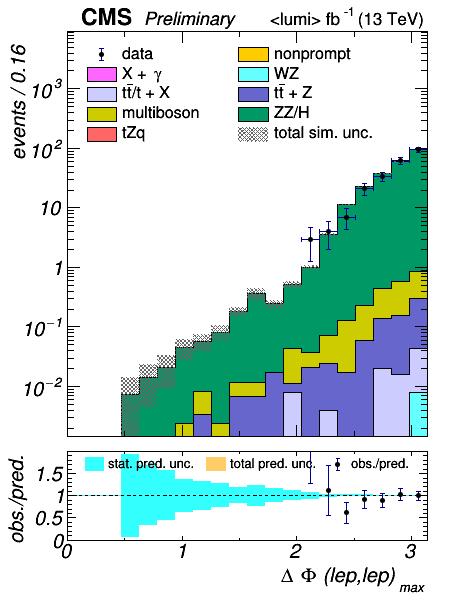 CMS Preliminary <lumi> fb⁻¹ (13 TeV)
events / 0.16
data
nonprompt
X + γ
WZ
tt̄/t + X
tt̄ + Z
multiboson
ZZ/H
tZq
total sim. unc.
10³
10²
10
1
10⁻¹
10⁻²
obs./pred.
stat. pred. unc.
total pred. unc.
obs./pred.
1.5
1
0.5
0
0 1 2 3
Δ Φ (lep,lep)max